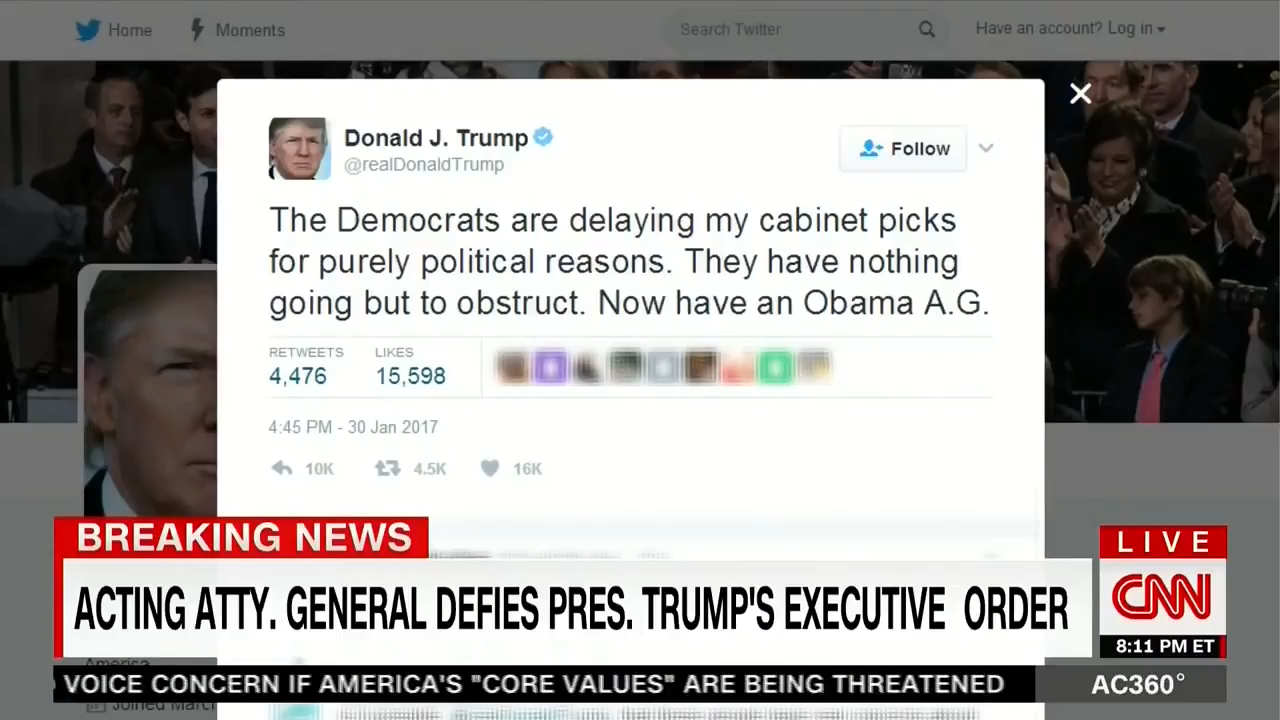 Home
Moments
Search Twitter
Have an account? Log in
Donald J. Trump
@realDonaldTrump
Follow
The Democrats are delaying my cabinet picks
for purely political reasons. They have nothing
going but to obstruct. Now have an Obama A.G.
RETWEETS LIKES
4,476 15,598
4:45 PM - 30 Jan 2017
10K 4.5K 16K
BREAKING NEWS
LIVE
ACTING ATTY. GENERAL DEFIES PRES. TRUMP'S EXECUTIVE ORDER
CNN
8:11 PM ET
America
Joined March
VOICE CONCERN IF AMERICA'S "CORE VALUES" ARE BEING THREATENED
AC360°